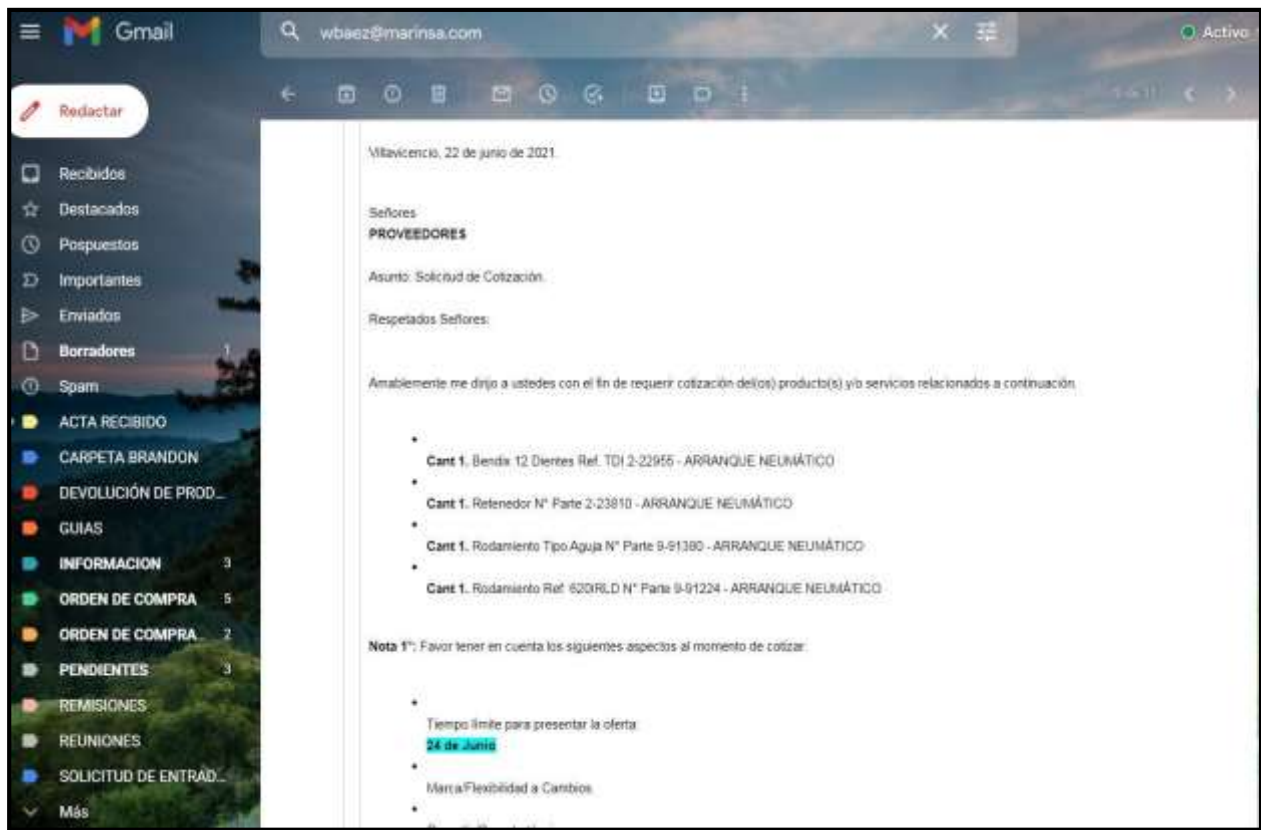 Gmail
wbaez@marinsa.com
Activo
Redactar
Recibidos
Destacados
Pospuestos
Importantes
Enviados
Borradores 1
Spam
ACTA RECIBIDO
CARPETA BRANDON
DEVOLUCIÓN DE PROD...
GUIAS
INFORMACION 3
ORDEN DE COMPRA 5
ORDEN DE COMPRA... 2
PENDIENTES 3
REMISIONES
REUNIONES
SOLICITUD DE ENTRAD...
Más
Villavicencio, 22 de junio de 2021.
Señores
PROVEEDORES
Asunto: Solicitud de Cotización.
Respetados Señores:
Amablemente me dirijo a ustedes con el fin de requerir cotización del(os) producto(s) y/o servicios relacionados a continuación.
Cant 1. Bendix 12 Dientes Ref. TDI 2-22955 - ARRANQUE NEUMÁTICO
Cant 1. Retenedor N° Parte 2-23810 - ARRANQUE NEUMÁTICO
Cant 1. Rodamiento Tipo Aguja N° Parte 9-91380 - ARRANQUE NEUMÁTICO
Cant 1. Rodamiento Ref. N° Parte 9-91224 - ARRANQUE NEUMÁTICO
Nota 1°: Favor tener en cuenta los siguientes aspectos al momento de cotizar:
Tiempo límite para presentar la oferta:
24 de Junio
Marca/Flexibilidad a Cambios.